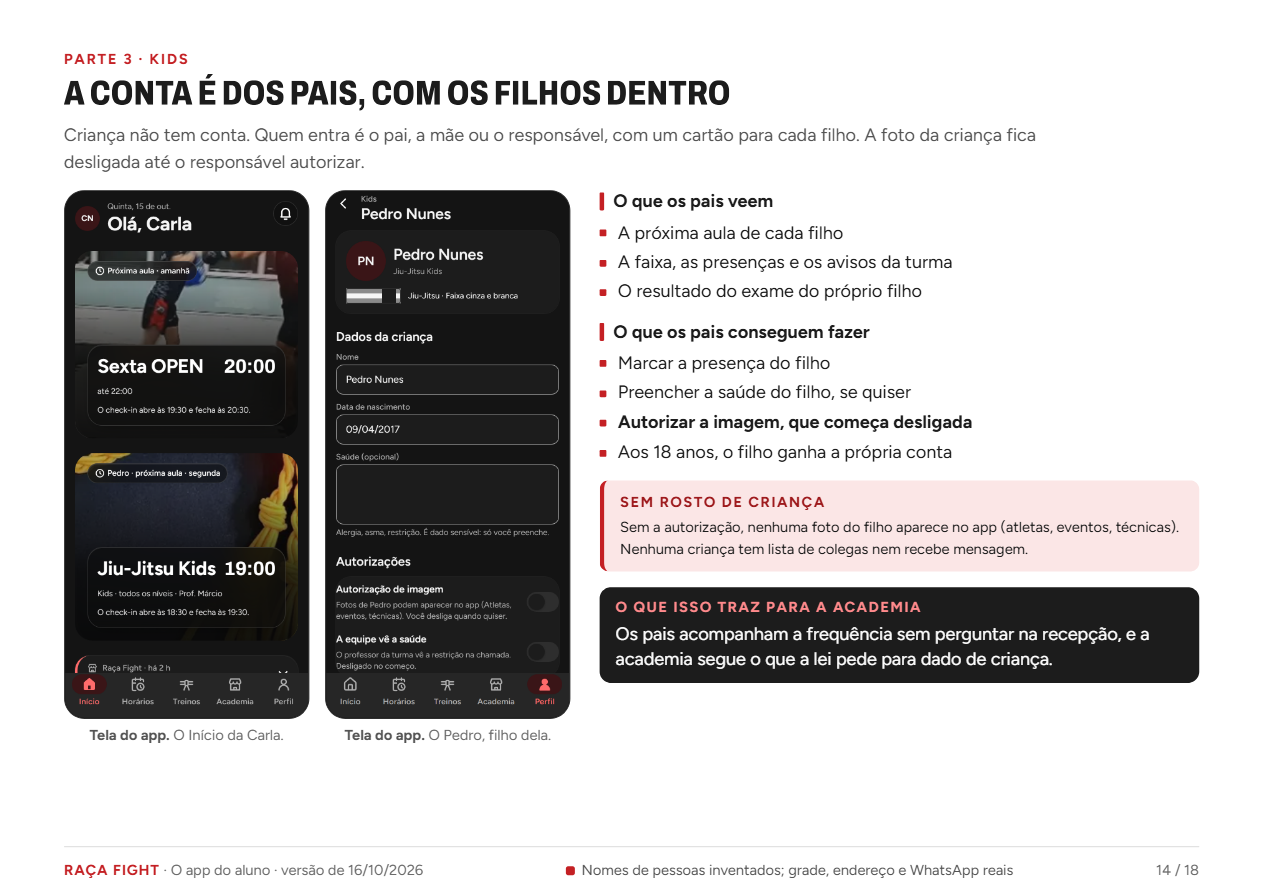 PARTE 3 · KIDS
A CONTA É DOS PAIS, COM OS FILHOS DENTRO
Criança não tem conta. Quem entra é o pai, a mãe ou o responsável, com um cartão para cada filho. A foto da criança fica
desligada até o responsável autorizar.
CN
Quinta, 15 de out.
Olá, Carla
Próxima aula · amanhã
Sexta OPEN 20:00
até 22:00
O check-in abre às 19:30 e fecha às 20:30.
Pedro · próxima aula · segunda
Jiu-Jitsu Kids 19:00
Kids · todos os níveis · Prof. Márcio
O check-in abre às 18:30 e fecha às 19:30.
Raça Fight · há 2 h
Início Horários Treinos Academia Perfil
Tela do app. O Início da Carla.
Kids
Pedro Nunes
PN
Pedro Nunes
Jiu-Jitsu Kids
Jiu-Jitsu · Faixa cinza e branca
Dados da criança
Nome
Pedro Nunes
Data de nascimento
09/04/2017
Saúde (opcional)
Alergia, asma, restrição. É dado sensível: só você preenche.
Autorizações
Autorização de imagem
Fotos de Pedro podem aparecer no app (Atletas,
eventos, técnicas). Você desliga quando quiser.
A equipe vê a saúde
O professor da turma vê a restrição na chamada.
Desligado no começo.
Início Horários Treinos Academia Perfil
Tela do app. O Pedro, filho dela.
O que os pais veem
A próxima aula de cada filho
A faixa, as presenças e os avisos da turma
O resultado do exame do próprio filho
O que os pais conseguem fazer
Marcar a presença do filho
Preencher a saúde do filho, se quiser
Autorizar a imagem, que começa desligada
Aos 18 anos, o filho ganha a própria conta
SEM ROSTO DE CRIANÇA
Sem a autorização, nenhuma foto do filho aparece no app (atletas, eventos, técnicas).
Nenhuma criança tem lista de colegas nem recebe mensagem.
O QUE ISSO TRAZ PARA A ACADEMIA
Os pais acompanham a frequência sem perguntar na recepção, e a
academia segue o que a lei pede para dado de criança.
RAÇA FIGHT · O app do aluno · versão de 16/10/2026
Nomes de pessoas inventados; grade, endereço e WhatsApp reais
14 / 18